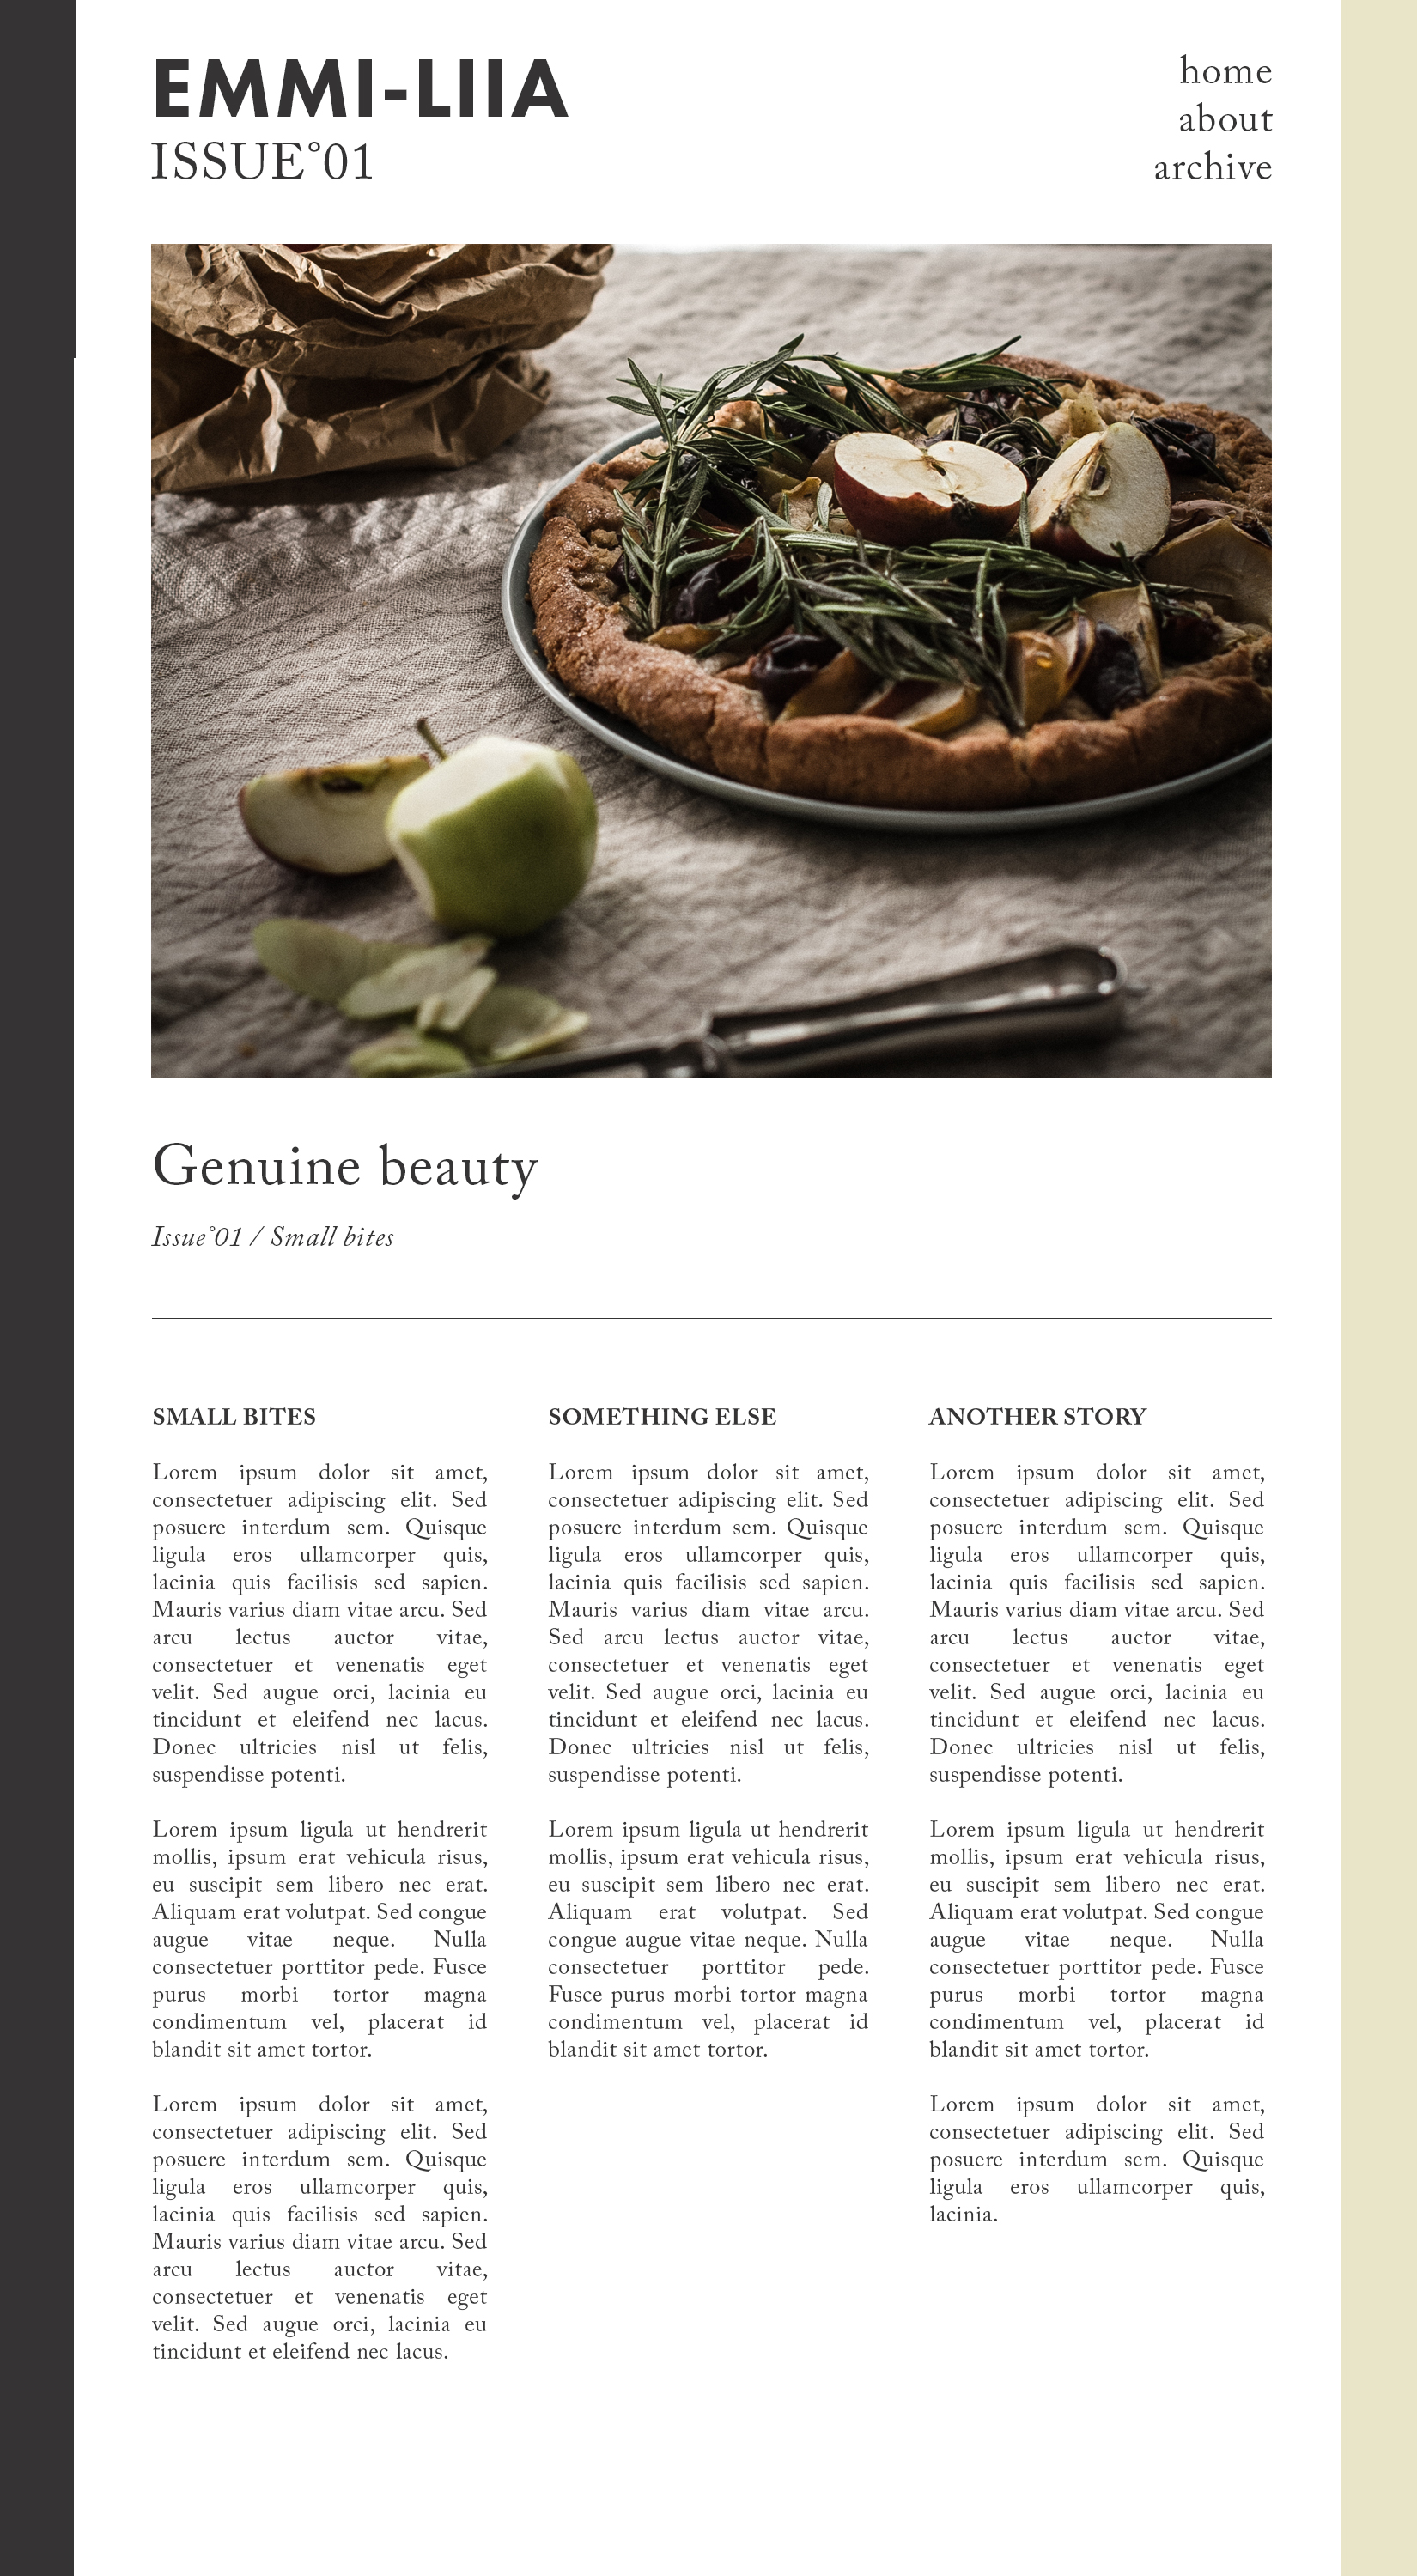 EMMI-LIIA
ISSUE°01
home
about
archive
Genuine beauty
Issue°01 / Small bites
SMALL BITES
Lorem ipsum dolor sit amet,
consectetuer adipiscing elit. Sed
posuere interdum sem. Quisque
ligula eros ullamcorper quis,
lacinia quis facilisis sed sapien.
Mauris varius diam vitae arcu. Sed
arcu lectus auctor vitae,
consectetuer et venenatis eget
velit. Sed augue orci, lacinia eu
tincidunt et eleifend nec lacus.
Donec ultricies nisl ut felis,
suspendisse potenti.
Lorem ipsum ligula ut hendrerit
mollis, ipsum erat vehicula risus,
eu suscipit sem libero nec erat.
Aliquam erat volutpat. Sed congue
augue vitae neque. Nulla
consectetuer porttitor pede. Fusce
purus morbi tortor magna
condimentum vel, placerat id
blandit sit amet tortor.
Lorem ipsum dolor sit amet,
consectetuer adipiscing elit. Sed
posuere interdum sem. Quisque
ligula eros ullamcorper quis,
lacinia quis facilisis sed sapien.
Mauris varius diam vitae arcu. Sed
arcu lectus auctor vitae,
consectetuer et venenatis eget
velit. Sed augue orci, lacinia eu
tincidunt et eleifend nec lacus.
SOMETHING ELSE
Lorem ipsum dolor sit amet,
consectetuer adipiscing elit. Sed
posuere interdum sem. Quisque
ligula eros ullamcorper quis,
lacinia quis facilisis sed sapien.
Mauris varius diam vitae arcu.
Sed arcu lectus auctor vitae,
consectetuer et venenatis eget
velit. Sed augue orci, lacinia eu
tincidunt et eleifend nec lacus.
Donec ultricies nisl ut felis,
suspendisse potenti.
Lorem ipsum ligula ut hendrerit
mollis, ipsum erat vehicula risus,
eu suscipit sem libero nec erat.
Aliquam erat volutpat. Sed
congue augue vitae neque. Nulla
consectetuer porttitor pede.
Fusce purus morbi tortor magna
condimentum vel, placerat id
blandit sit amet tortor.
ANOTHER STORY
Lorem ipsum dolor sit amet,
consectetuer adipiscing elit. Sed
posuere interdum sem. Quisque
ligula eros ullamcorper quis,
lacinia quis facilisis sed sapien.
Mauris varius diam vitae arcu. Sed
arcu lectus auctor vitae,
consectetuer et venenatis eget
velit. Sed augue orci, lacinia eu
tincidunt et eleifend nec lacus.
Donec ultricies nisl ut felis,
suspendisse potenti.
Lorem ipsum ligula ut hendrerit
mollis, ipsum erat vehicula risus,
eu suscipit sem libero nec erat.
Aliquam erat volutpat. Sed congue
augue vitae neque. Nulla
consectetuer porttitor pede. Fusce
purus morbi tortor magna
condimentum vel, placerat id
blandit sit amet tortor.
Lorem ipsum dolor sit amet,
consectetuer adipiscing elit. Sed
posuere interdum sem. Quisque
ligula eros ullamcorper quis,
lacinia.